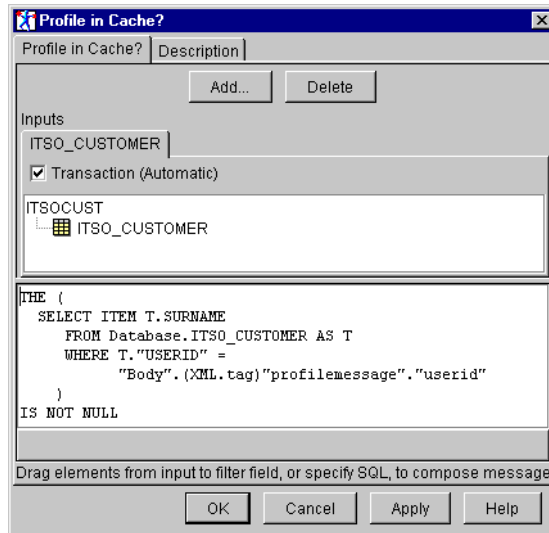 Profile in Cache?
Profile in Cache? Description
Add... Delete
Inputs
ITSO_CUSTOMER
Transaction (Automatic)
ITSOCUST
ITSO_CUSTOMER
THE (
SELECT ITEM T.SURNAME
FROM Database.ITSO_CUSTOMER AS T
WHERE T."USERID" =
"Body".(XML.tag)"profilemessage"."userid"
)
IS NOT NULL
Drag elements from input to filter field, or specify SQL, to compose message
OK Cancel Apply Help